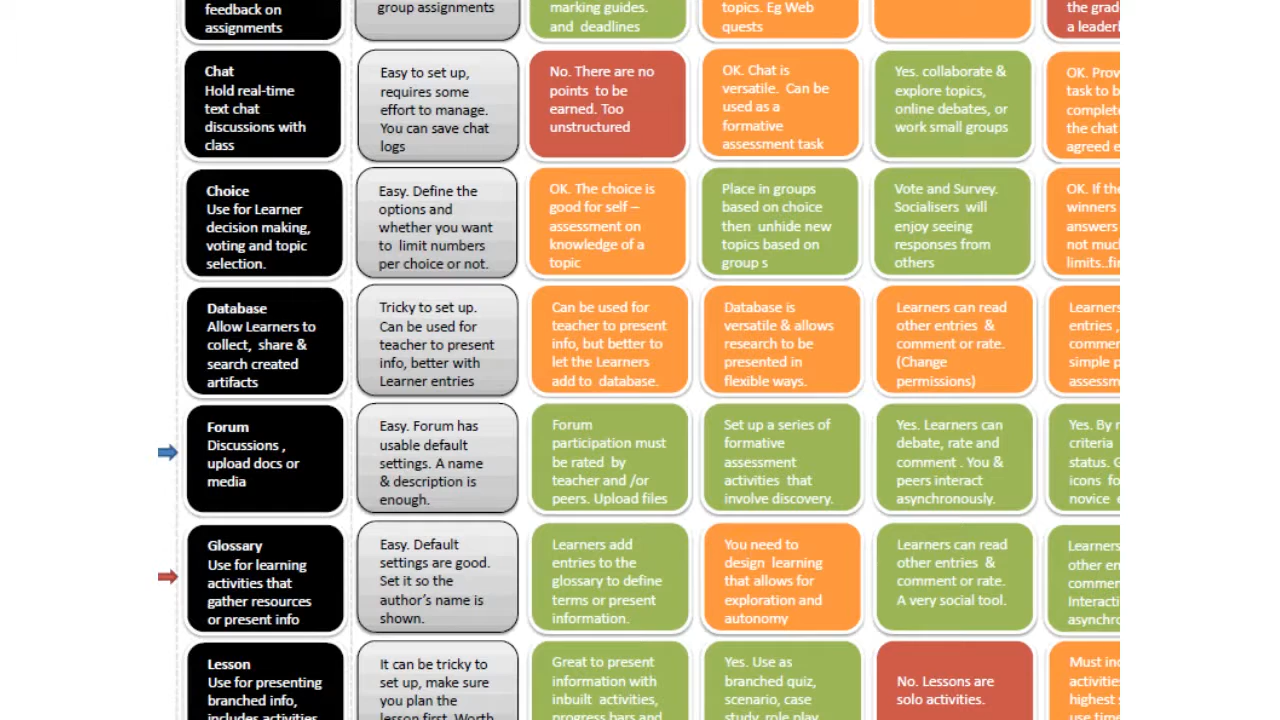 feedback on
assignments
group assignments
marking guides.
and deadlines
topics. Eg Web
quests
the grad
a leaderl
Chat
Hold real-time
text chat
discussions with
class
Easy to set up,
requires some
effort to manage.
You can save chat
logs
No. There are no
points to be
earned. Too
unstructured
OK. Chat is
versatile. Can be
used as a
formative
assessment task
Yes. collaborate &
explore topics,
online debates, or
work small groups
OK. Prov
task to b
complet
the chat
agreed e
Choice
Use for Learner
decision making,
voting and topic
selection.
Easy. Define the
options and
whether you want
to limit numbers
per choice or not.
OK. The choice is
good for self –
assessment on
knowledge of a
topic
Place in groups
based on choice
then unhide new
topics based on
group s
Vote and Survey.
Socialisers will
enjoy seeing
responses from
others
OK. If the
winners
answers
not much
limits..fin
Database
Allow Learners to
collect, share &
search created
artifacts
Tricky to set up.
Can be used for
teacher to present
info, better with
Learner entries
Can be used for
teacher to present
info, but better to
let the Learners
add to database.
Database is
versatile & allows
research to be
presented in
flexible ways.
Learners can read
other entries &
comment or rate.
(Change
permissions)
Learners
entries ,
commen
simple p
assessm
Forum
Discussions ,
upload docs or
media
Easy. Forum has
usable default
settings. A name
& description is
enough.
Forum
participation must
be rated by
teacher and /or
peers. Upload files
Set up a series of
formative
assessment
activities that
involve discovery.
Yes. Learners can
debate, rate and
comment . You &
peers interact
asynchronously.
Yes. By r
criteria
status. G
icons fo
novice e
Glossary
Use for learning
activities that
gather resources
or present info
Easy. Default
settings are good.
Set it so the
author’s name is
shown.
Learners add
entries to the
glossary to define
terms or present
information.
You need to
design learning
that allows for
exploration and
autonomy
Learners can read
other entries &
comment or rate.
A very social tool.
Learners
other en
commen
Interacti
asynchro
Lesson
Use for presenting
branched info,
includes activities
It can be tricky to
set up, make sure
you plan the
lesson first. Worth
Great to present
information with
inbuilt activities,
progress bars and
Yes. Use as
branched quiz,
scenario, case
study, role play
No. Lessons are
solo activities.
Must inc
activitie
highest s
use time